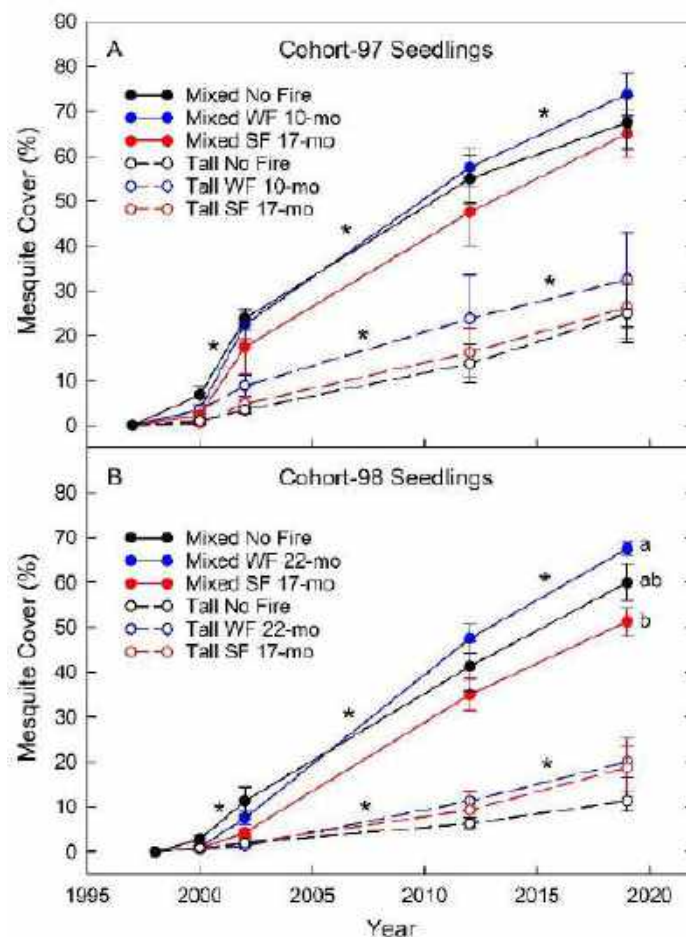 A Cohort-97 Seedlings
Mixed No Fire
Mixed WF 10-mo
Mixed SF 17-mo
Tall No Fire
Tall WF 10-mo
Tall SF 17-mo
Mesquite Cover (%)
90
80
70
60
50
40
30
20
10
0
* * * * *
B Cohort-98 Seedlings
Mixed No Fire
Mixed WF 22-mo
Mixed SF 17-mo
Tall No Fire
Tall WF 22-mo
Tall SF 17-mo
Mesquite Cover (%)
80
70
60
50
40
30
20
10
0
* * * * *
a
ab
b
1995 2000 2005 2010 2015 2020
Year